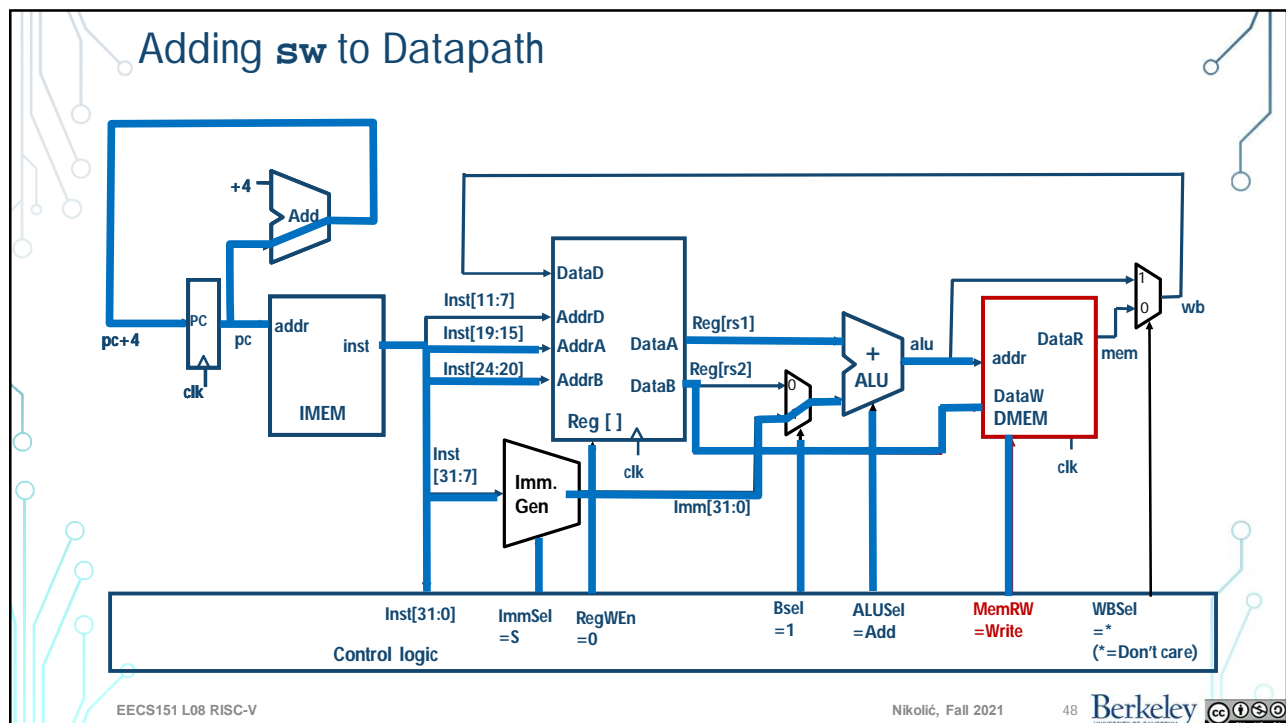 Adding sw to Datapath
+4
Add
DataD
Inst[11:7]
AddrD
Inst[19:15]
AddrA
DataA
Inst[24:20]
AddrB
DataB
Reg [ ]
clk
PC
pc+4
pc
clk
addr
inst
IMEM
Reg[rs1]
Reg[rs2]
0
+
ALU
alu
addr
DataR
DataW
DMEM
clk
1
0
wb
mem
Inst
[31:7]
Imm.
Gen
Imm[31:0]
Inst[31:0]
ImmSel
=S
RegWEn
=0
Bsel
=1
ALUSel
=Add
MemRW
=Write
WBSel
=*
(*=Don't care)
Control logic
EECS151 L08 RISC-V
Nikolić, Fall 2021
48
Berkeley